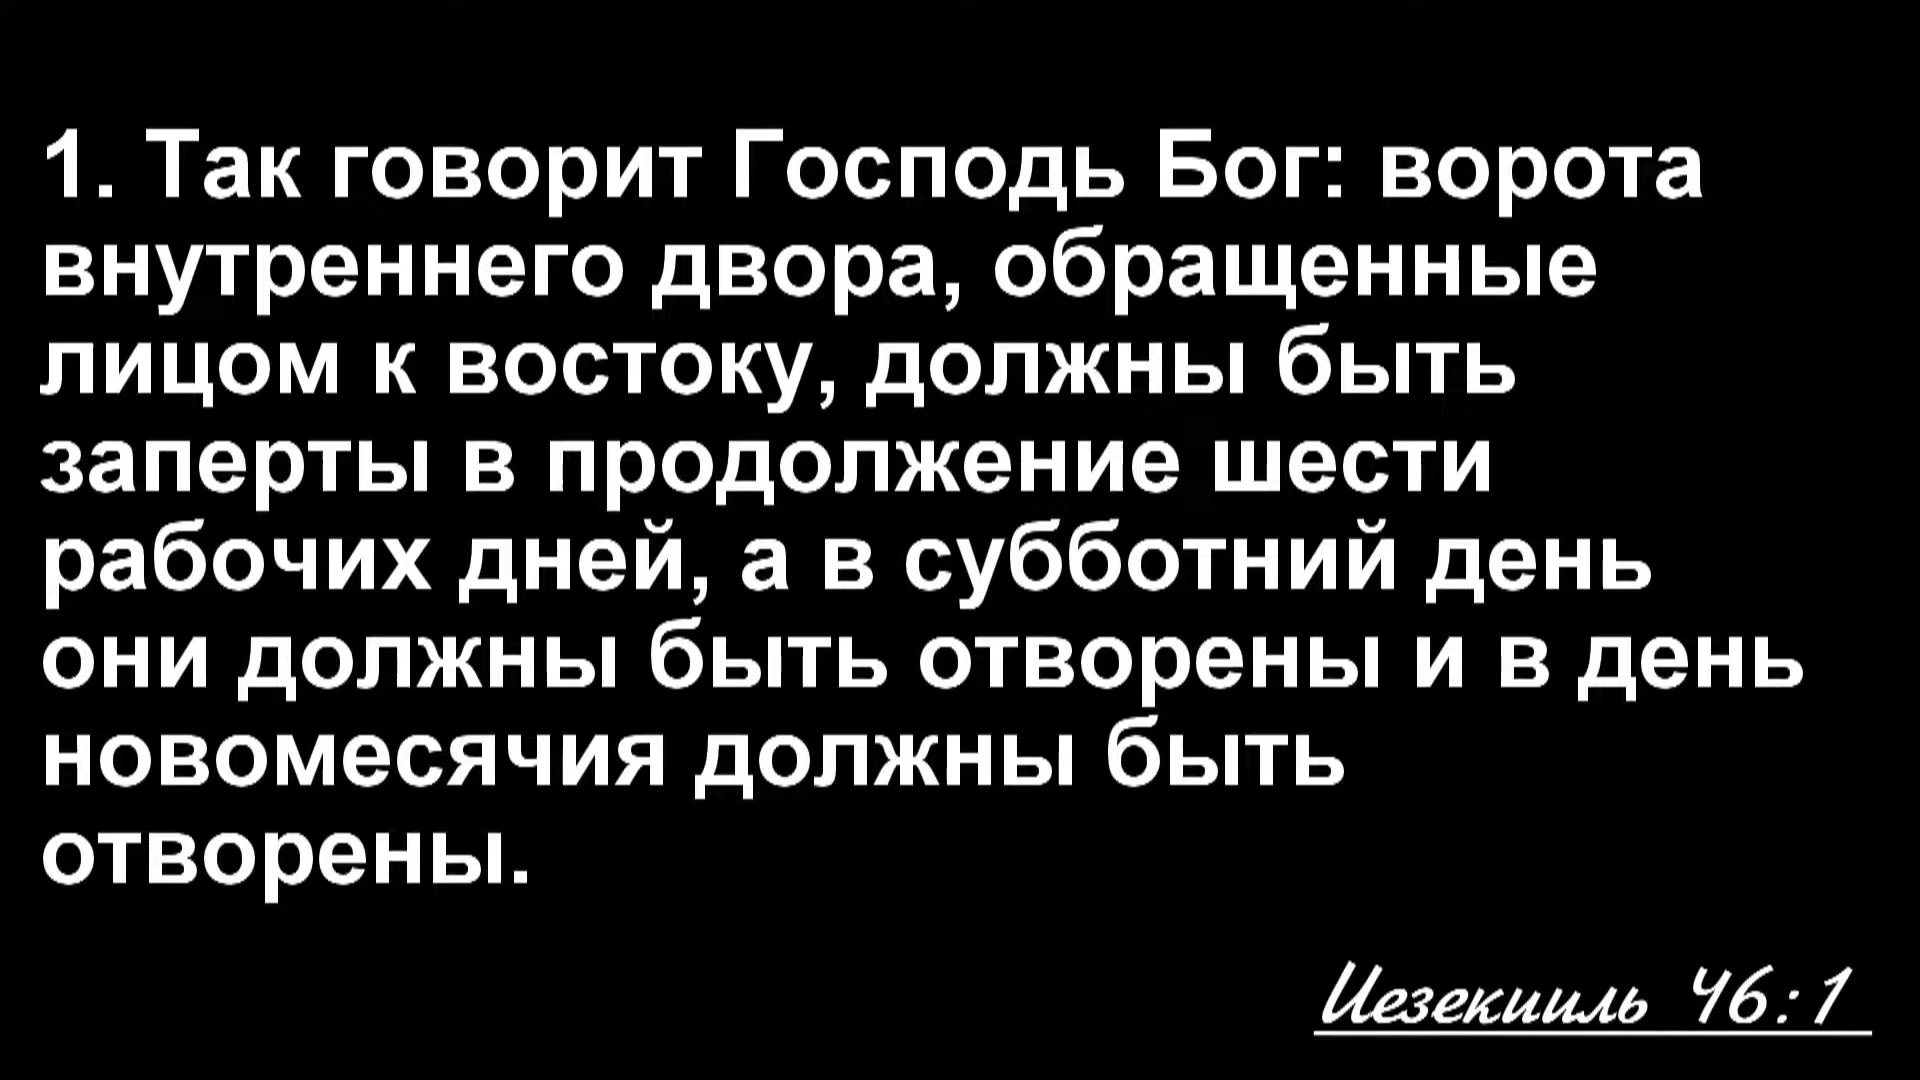 1. Так говорит Господь Бог: ворота
внутреннего двора, обращенные
лицом к востоку, должны быть
заперты в продолжение шести
рабочих дней, а в субботний день
они должны быть отворены и в день
новомесячия должны быть
отворены.
Иезекииль 46:1